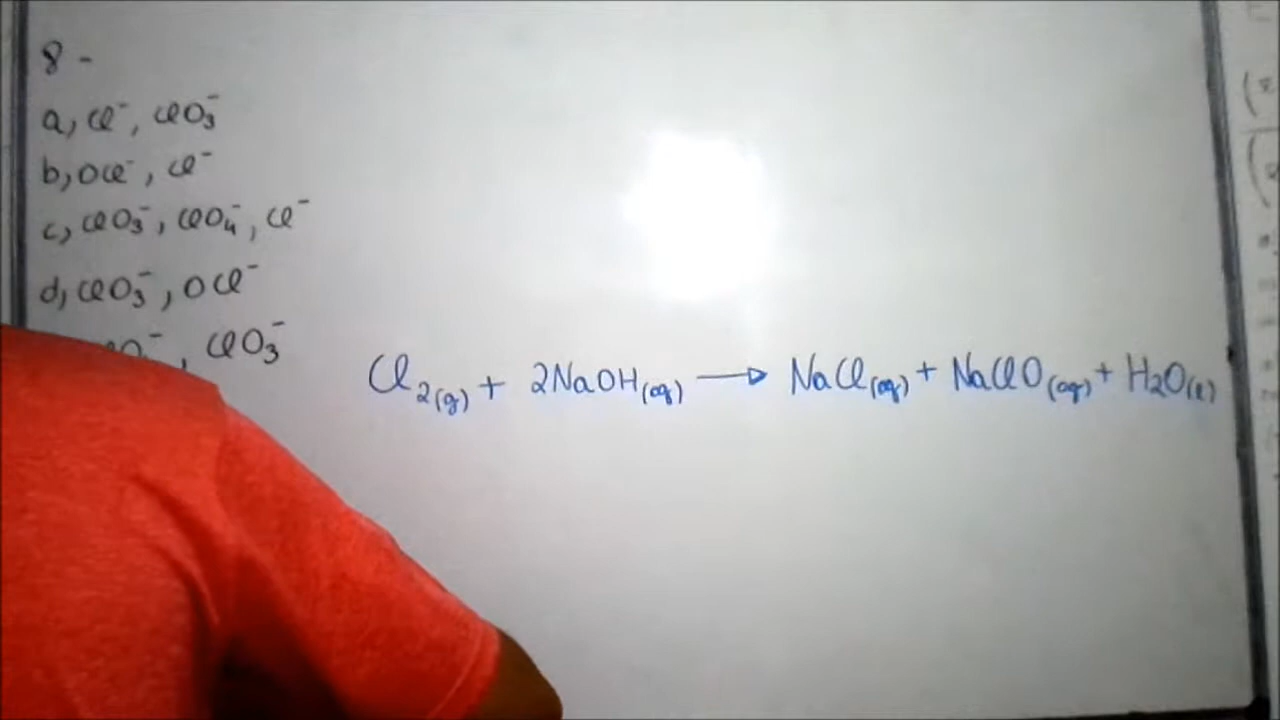 8 -
a, Cl⁻, ClO₃⁻
b, OCl⁻, Cl⁻
c, ClO₃⁻, ClO₄⁻, Cl⁻
d, ClO₃⁻, OCl⁻
, ClO₃⁻
Cl₂(g) + 2NaOH(aq) → NaCl(aq) + NaClO(aq) + H₂O(l)